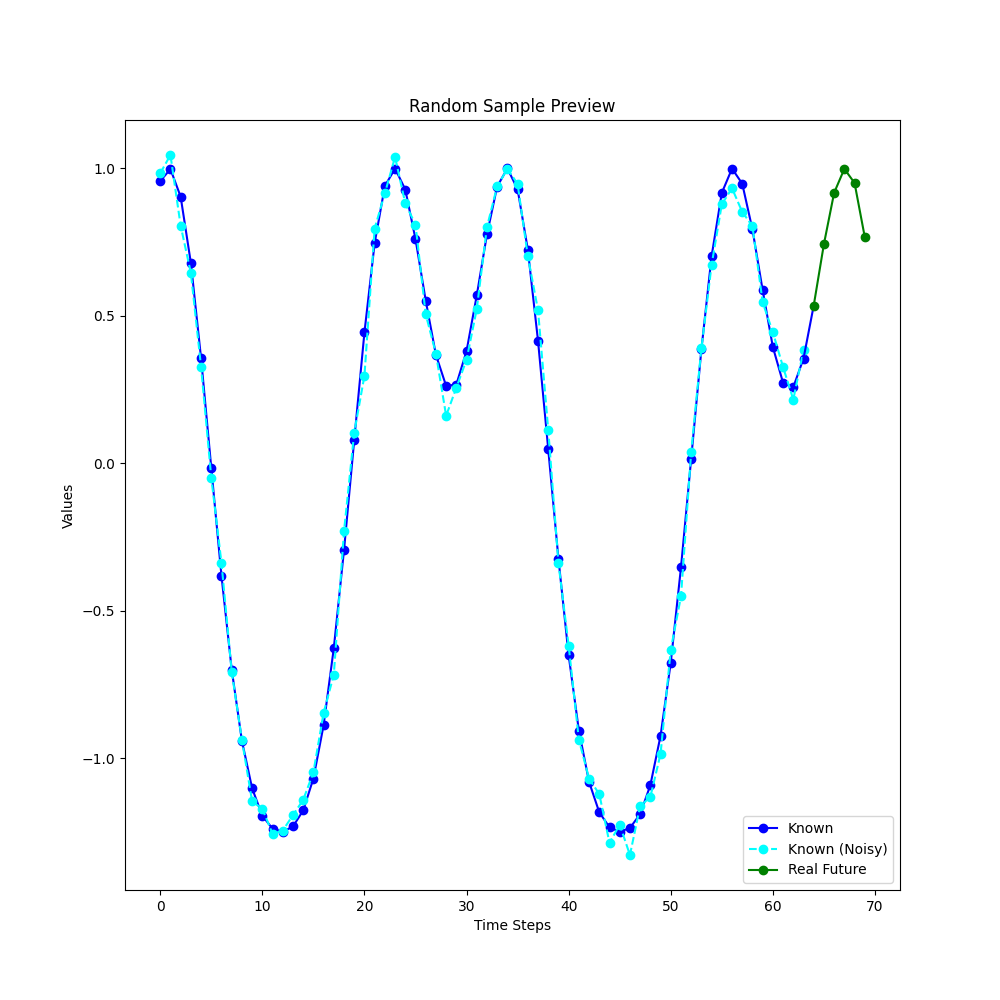 Random Sample Preview
1.0
0.5
0.0
−0.5
−1.0
Values
0 10 20 30 40 50 60 70
Time Steps
Known
Known (Noisy)
Real Future